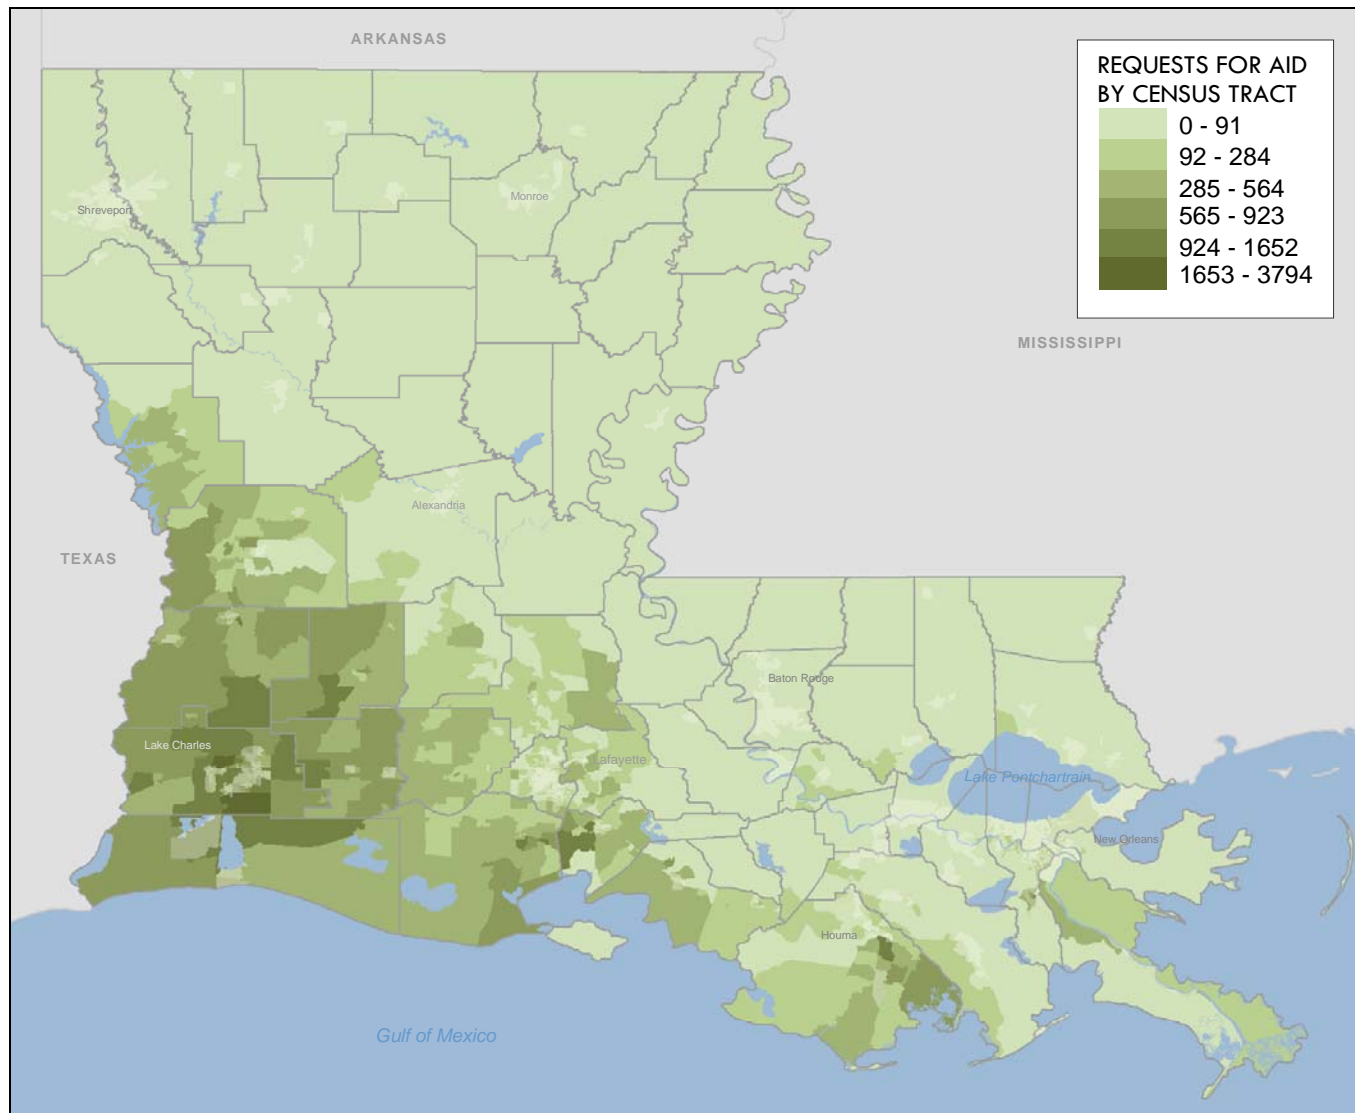 ARKANSAS
REQUESTS FOR AID
BY CENSUS TRACT
0 - 91
92 - 284
285 - 564
565 - 923
924 - 1652
1653 - 3794
Shreveport
Monroe
MISSISSIPPI
Alexandria
TEXAS
Baton Rouge
Lake Charles
Lafayette
Lake Pontchartrain
New Orleans
Houma
Gulf of Mexico